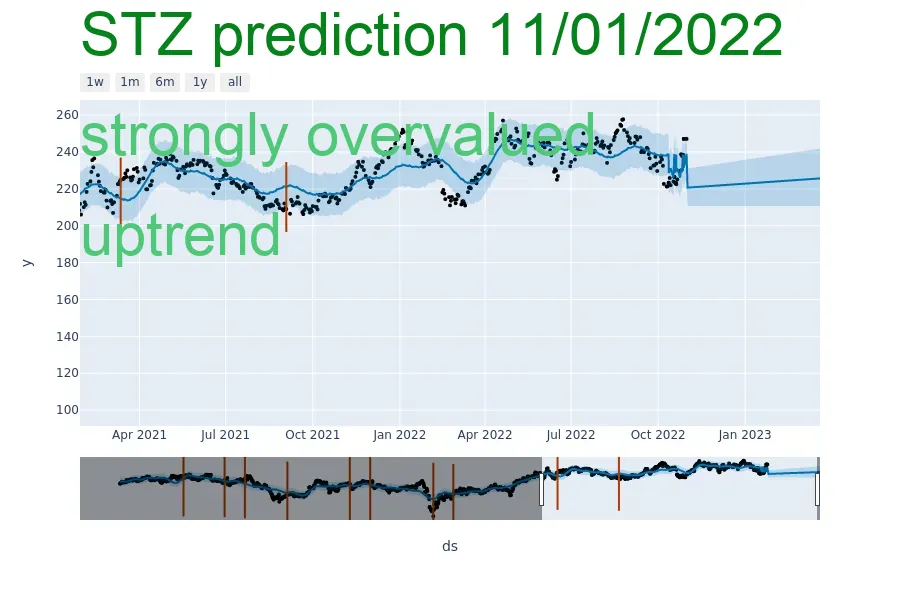 STZ prediction 11/01/2022
1w 1m 6m 1y all
260
strongly overvalued
240
220
200
uptrend
180
y
160
140
120
100
Apr 2021 Jul 2021 Oct 2021 Jan 2022 Apr 2022 Jul 2022 Oct 2022 Jan 2023
ds